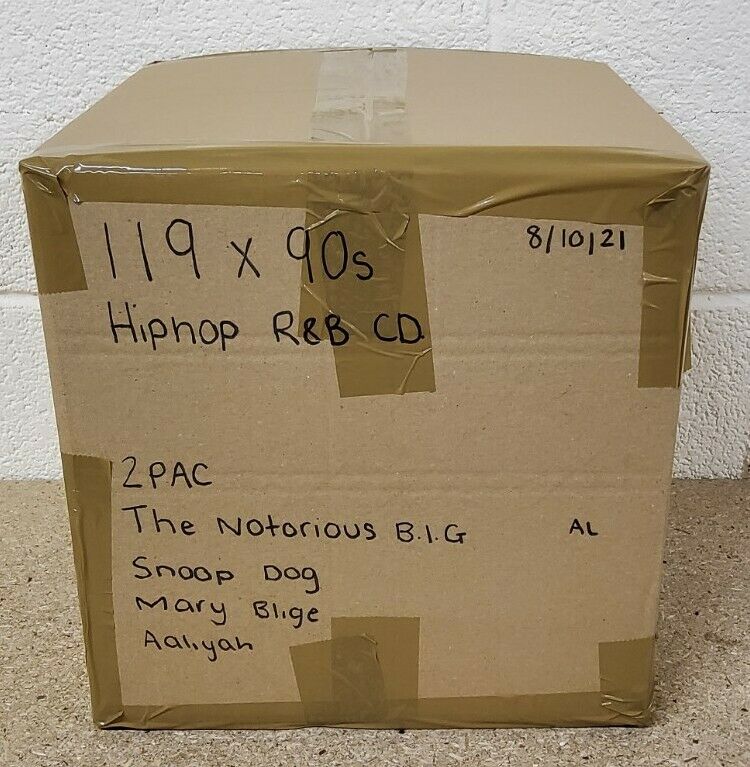 119 x 90s
8/10/21
Hiphop R&B CD
2PAC
The Notorious B.I.G
AL
Snoop Dog
Mary Blige
Aaliyah